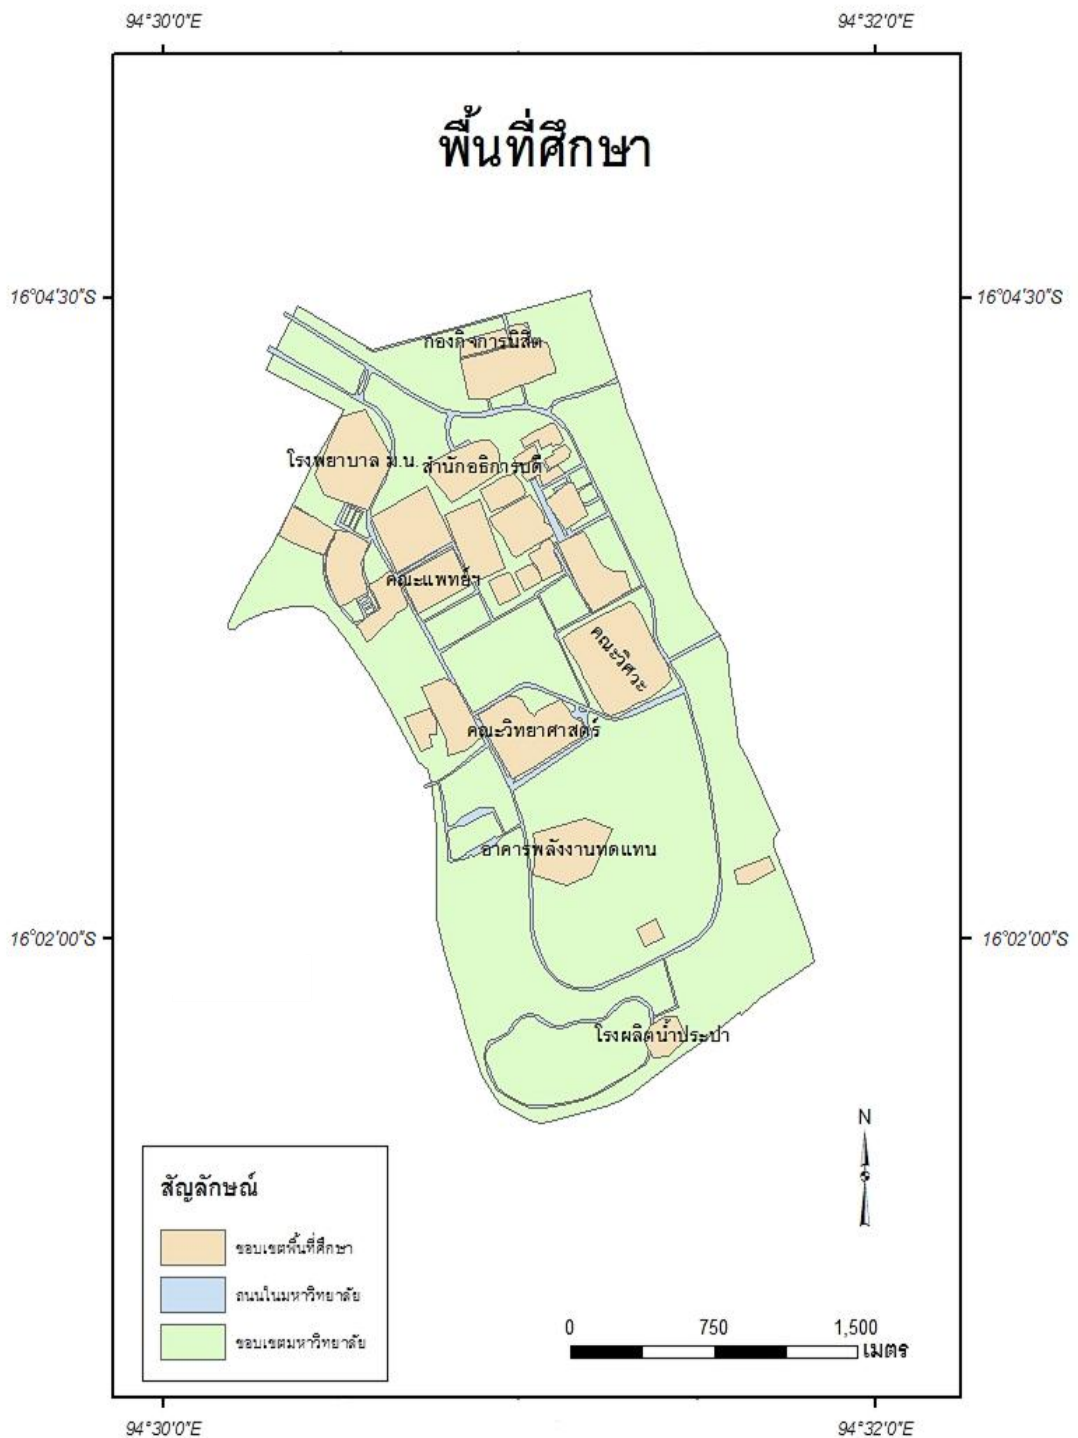 94°30'0"E 94°32'0"E
พื้นที่ศึกษา
16°04'30"S 16°04'30"S
กองกิจการนิสิต
โรงพยาบาล ม.น. สำนักอธิการบดี
คณะแพทย์ฯ
คณะวิศวะ
คณะวิทยาศาสตร์
อาคารพลังงานทดแทน
16°02'00"S 16°02'00"S
โรงผลิตน้ำประปา
N
สัญลักษณ์
ขอบเขตพื้นที่ศึกษา
ถนนในมหาวิทยาลัย
ขอบเขตมหาวิทยาลัย
0 750 1,500
เมตร
94°30'0"E 94°32'0"E